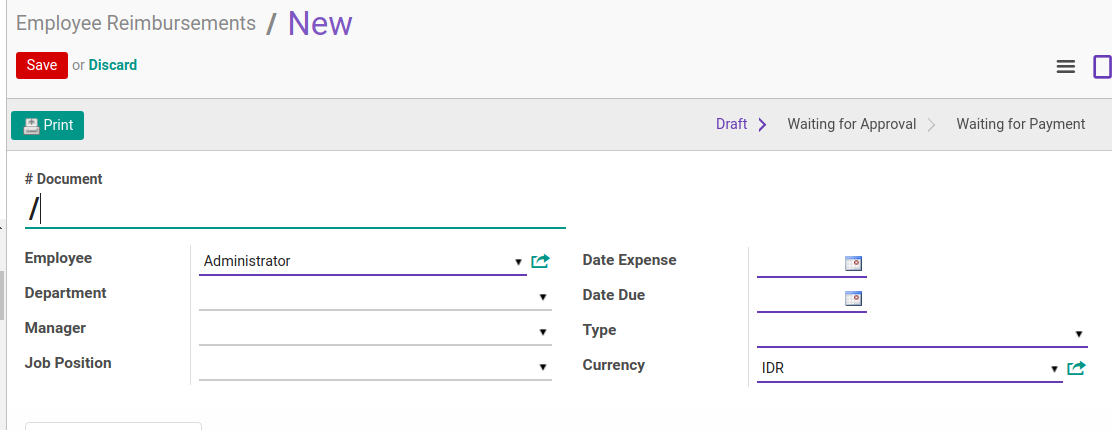 Employee Reimbursements / New
Save or Discard
Print
Draft Waiting for Approval Waiting for Payment
# Document
/
Employee Administrator
Department
Manager
Job Position
Date Expense
Date Due
Type
Currency IDR